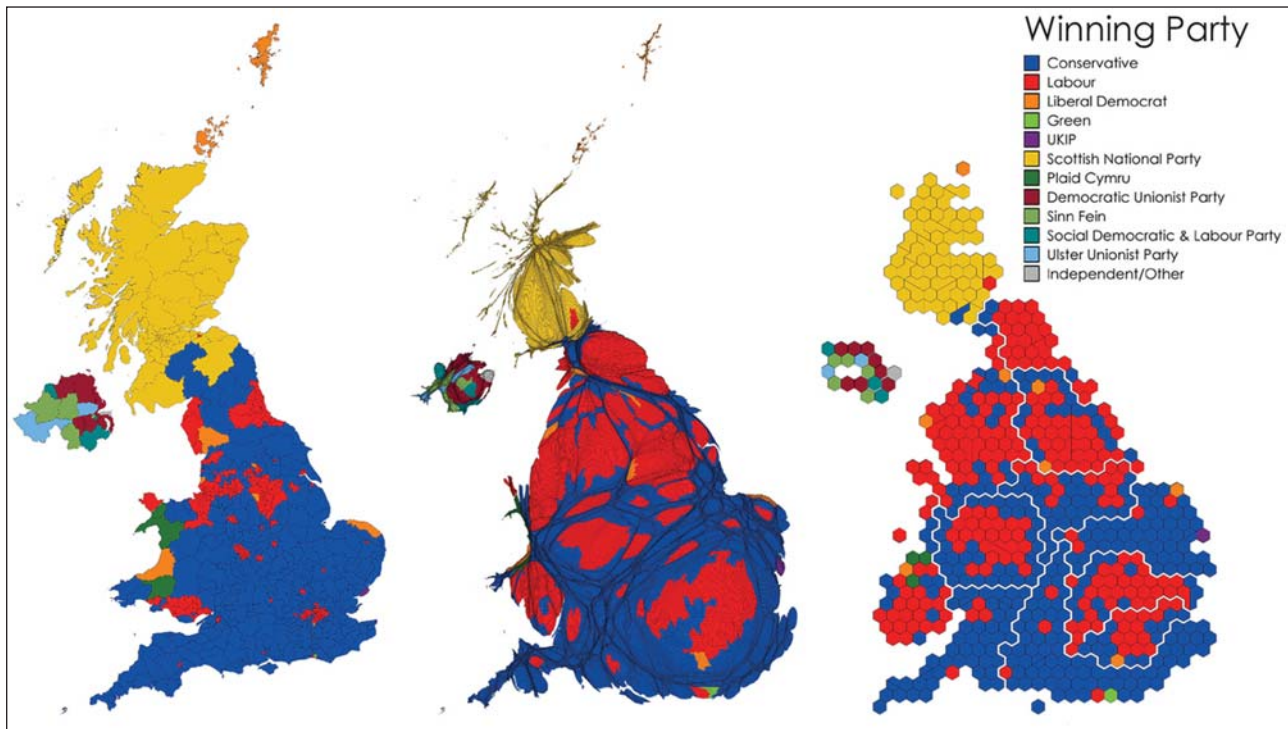 Winning Party
Conservative
Labour
Liberal Democrat
Green
UKIP
Scottish National Party
Plaid Cymru
Democratic Unionist Party
Sinn Fein
Social Democratic & Labour Party
Ulster Unionist Party
Independent/Other